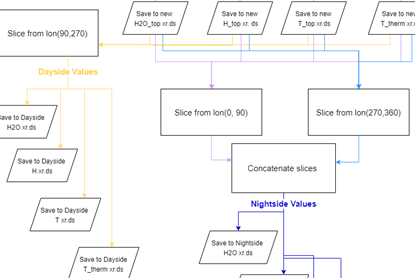 Save to new
H2O_top xr.ds
Save to new
H_top xr. ds
Save to new
T_top xr.ds
Save to new
T_therm xr.ds
Slice from lon(90,270)
Dayside Values
Save to Dayside
H2O xr.ds
Save to Dayside
H xr.ds
Save to Dayside
T xr.ds
Save to Dayside
T_therm xr.ds
Slice from lon(0, 90)
Slice from lon(270,360)
Concatenate slices
Nightside Values
Save to Nightside
H2O xr.ds